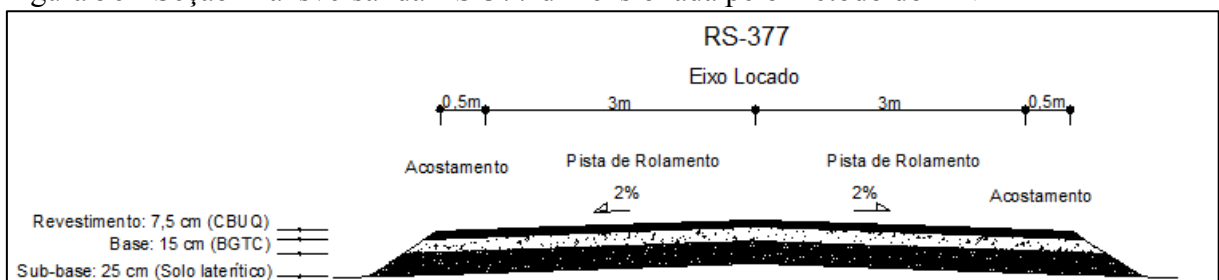 RS-377
Eixo Locado
0,5m 3m 3m 0,5m
Acostamento Pista de Rolamento Pista de Rolamento Acostamento
2% 2%
Revestimento: 7,5 cm (CBUQ)
Base: 15 cm (BGTC)
Sub-base: 25 cm (Solo laterítico)